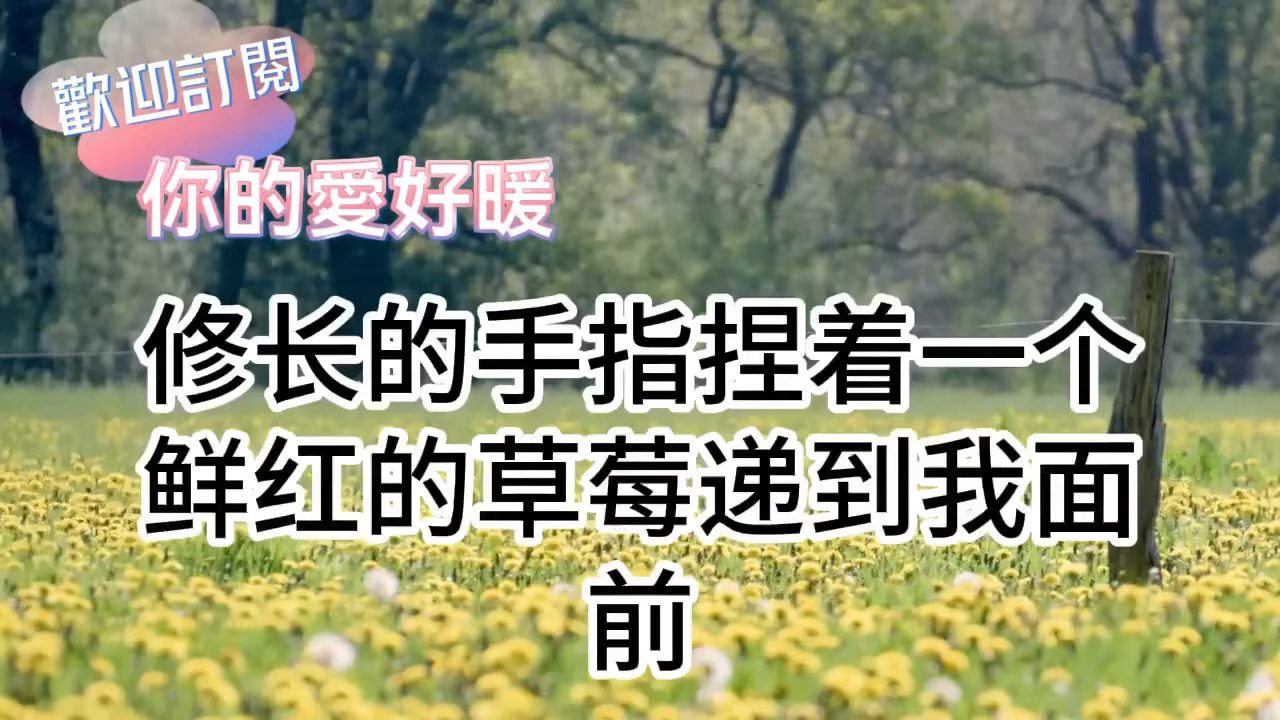 歡迎訂閱
你的愛好暖
修长的手指捏着一个
鲜红的草莓递到我面
前